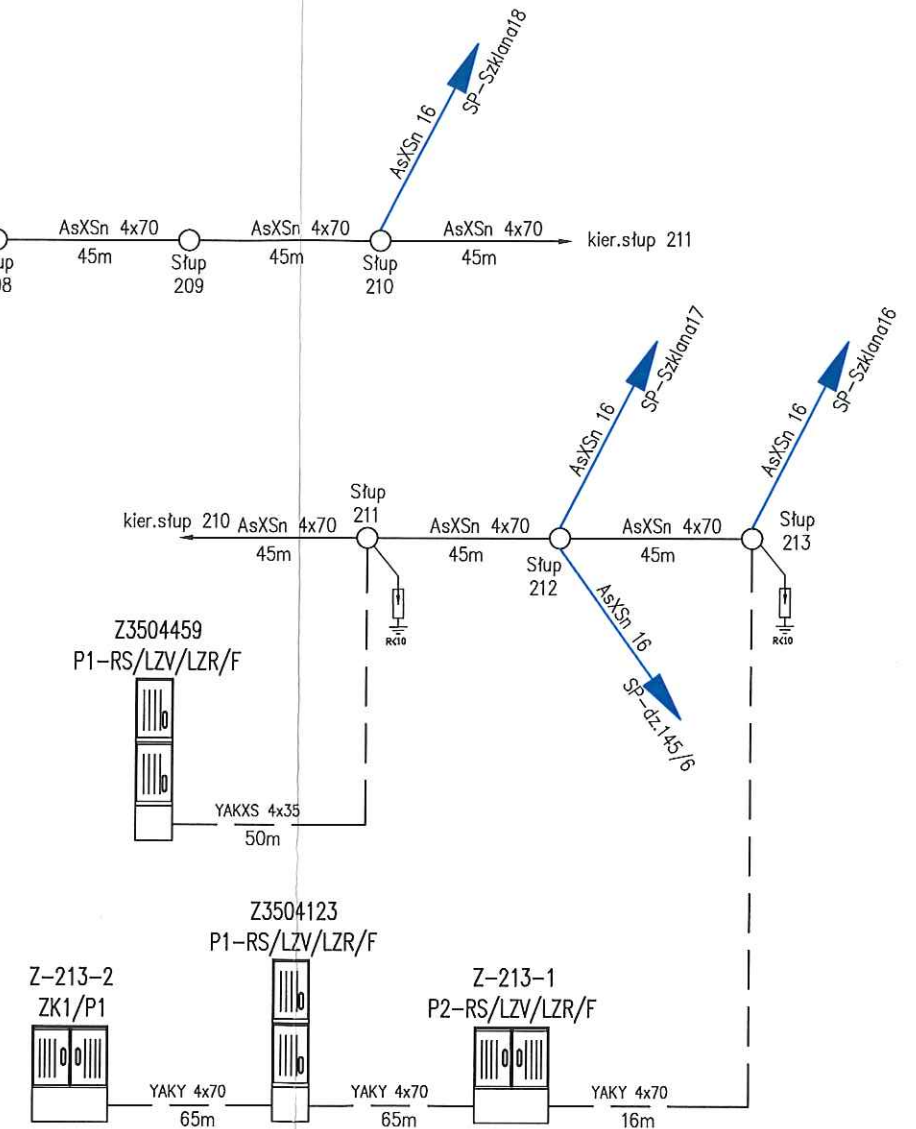 SP-Szklana18
AsXSn 16
AsXSn 4x70
45m
AsXSn 4x70
45m
AsXSn 4x70
45m
kier.słup 211
Słup
209
Słup
210
SP-Szklana17
AsXSn 16
SP-Szklana16
AsXSn 16
kier.słup 210
AsXSn 4x70
45m
Słup
211
AsXSn 4x70
45m
Słup
212
AsXSn 4x70
45m
Słup
213
R<10
R<10
AsXSn 16
SP-dz.145/6
Z3504459
P1-RS/LZV/LZR/F
YAKXS 4x35
50m
Z3504123
P1-RS/LZV/LZR/F
Z-213-2
ZK1/P1
Z-213-1
P2-RS/LZV/LZR/F
YAKY 4x70
65m
YAKY 4x70
65m
YAKY 4x70
16m